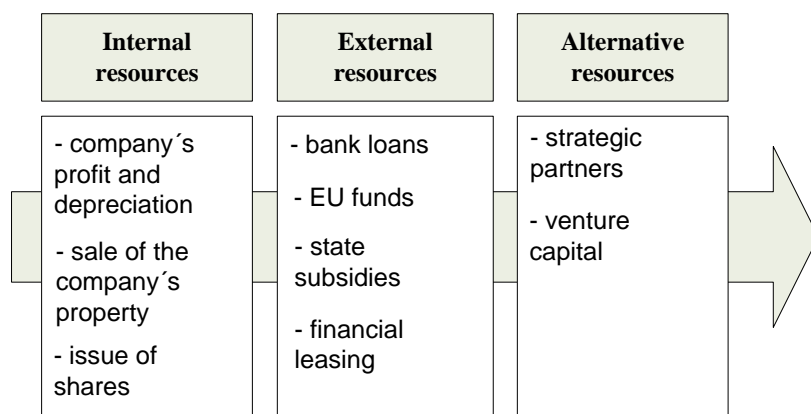 Internal
resources
- company´s
profit and
depreciation
- sale of the
company´s
property
- issue of
shares
External
resources
- bank loans
- EU funds
- state
subsidies
- financial
leasing
Alternative
resources
- strategic
partners
- venture
capital